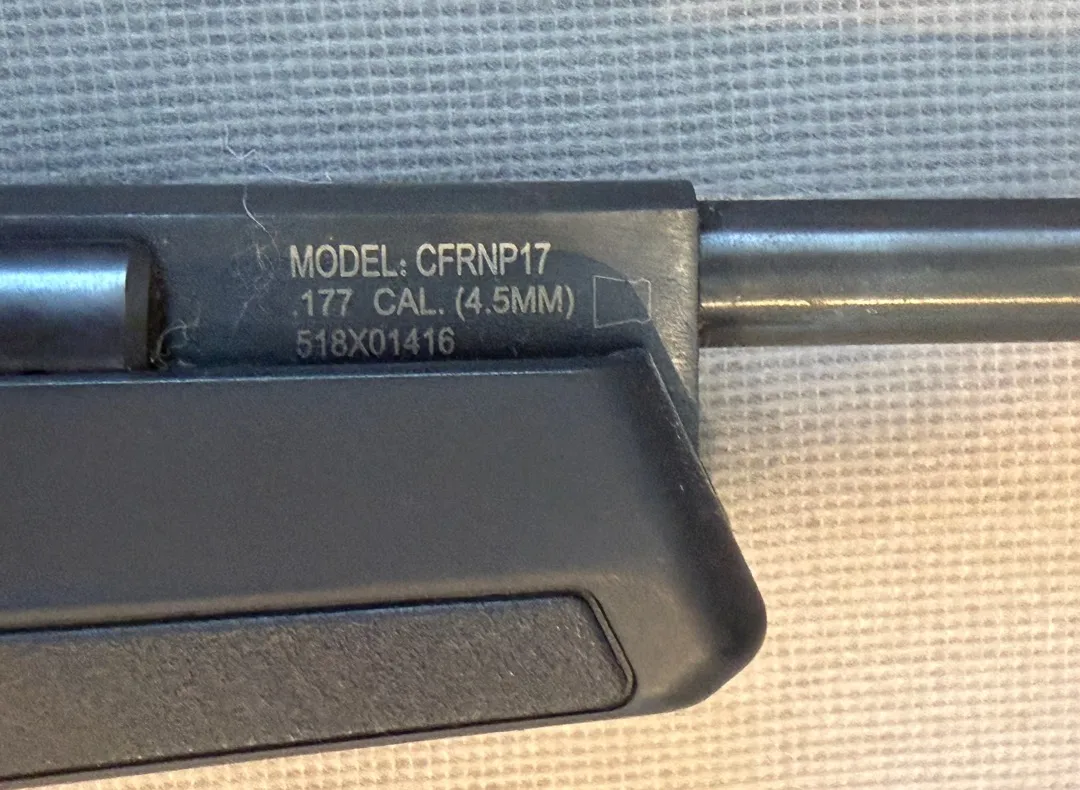 MODEL: CFRNP17
.177 CAL. (4.5MM)
518X01416